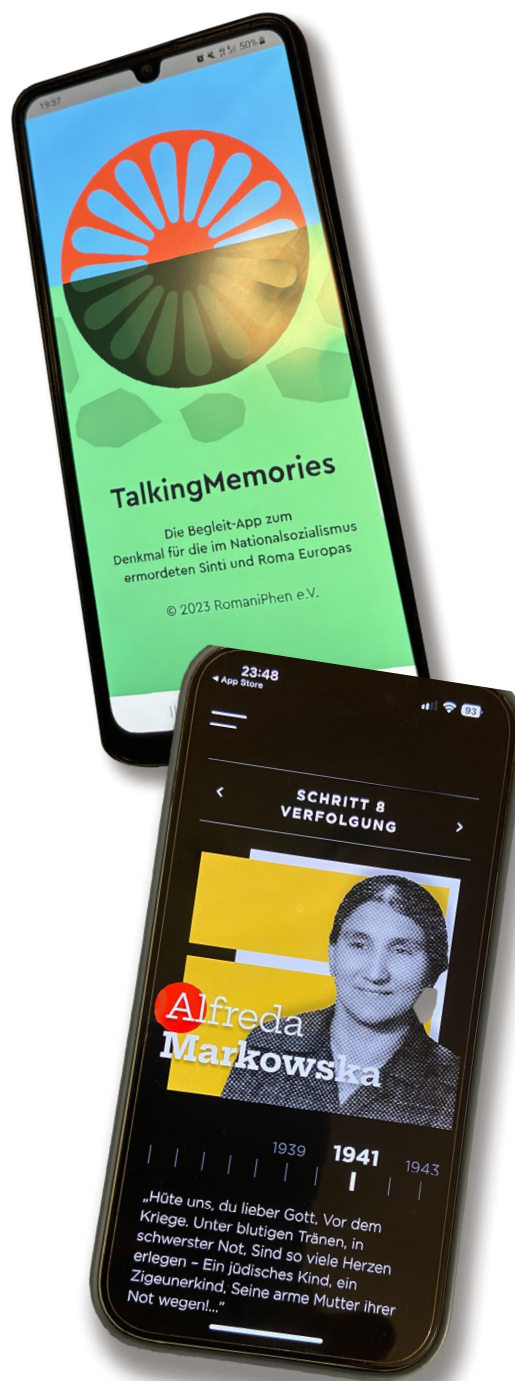 19:57
50%
TalkingMemories
Die Begleit-App zum
Denkmal für die im Nationalsozialismus
ermordeten Sinti und Roma Europas
© 2023 RomaniPhen e.V.
23:48
App Store
93
SCHRITT 8
VERFOLGUNG
Alfreda
Markowska
1939 1941 1943
„Hüte uns, du lieber Gott, Vor dem
Kriege. Unter blutigen Tränen, in
schwerster Not. Sind so viele Herzen
erlegen – Ein jüdisches Kind, ein
Zigeunerkind, Seine arme Mutter ihrer
Not wegen!...”